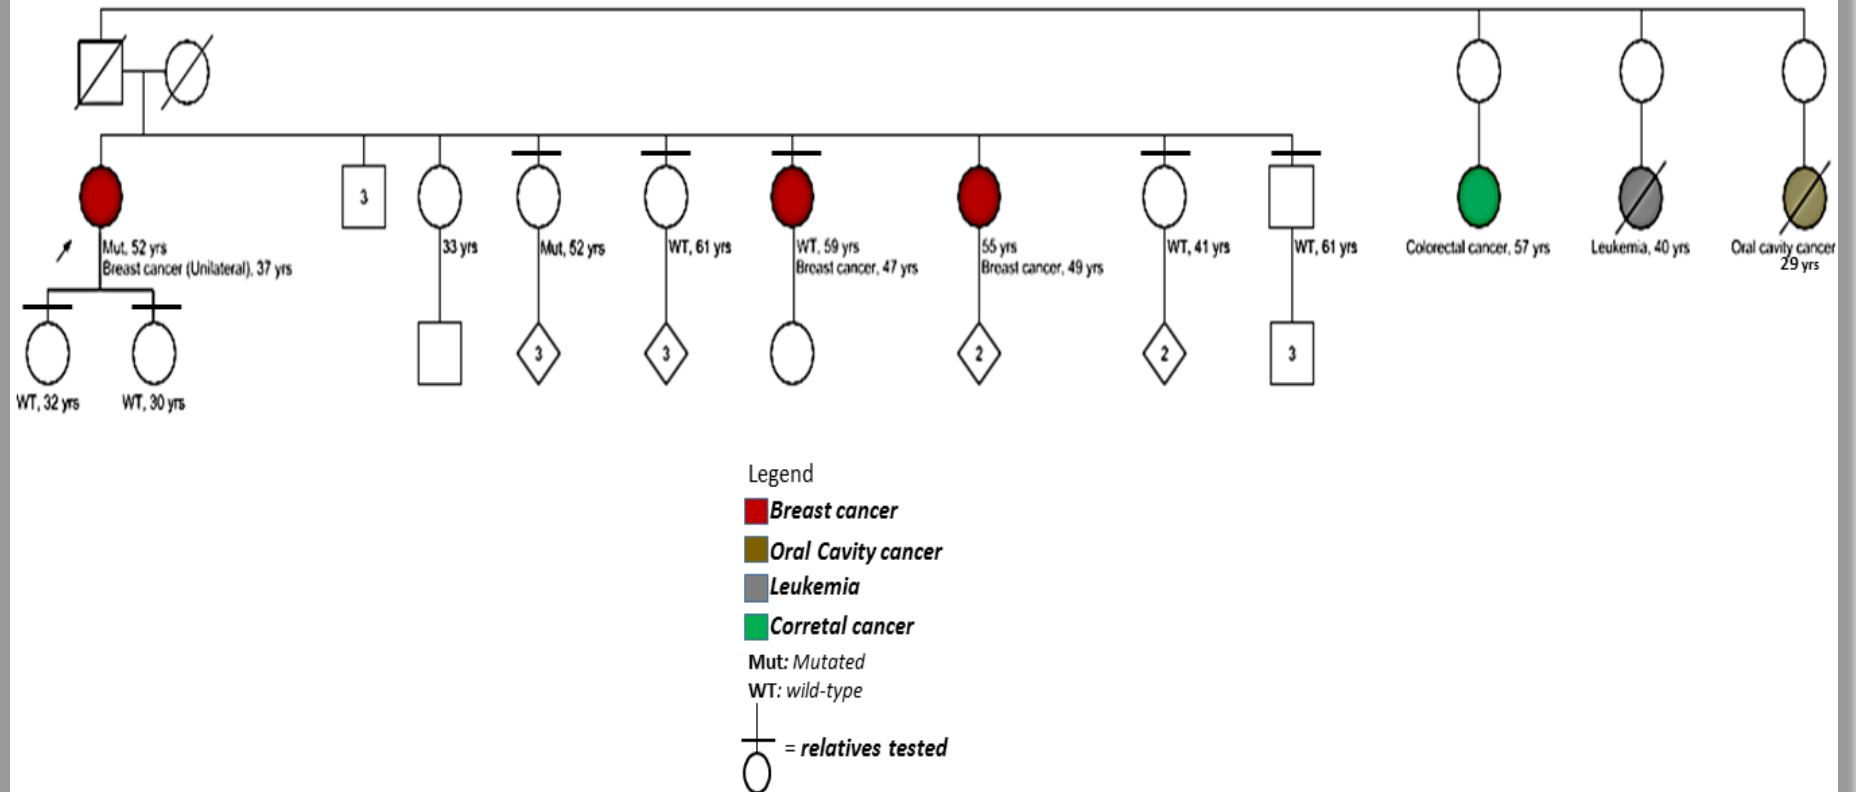 3
33 yrs
Mut, 52 yrs
Breast cancer (Unilateral), 37 yrs
Mut, 52 yrs
WT, 61 yrs
WT, 59 yrs
Breast cancer, 47 yrs
55 yrs
Breast cancer, 49 yrs
WT, 41 yrs
WT, 61 yrs
Colorectal cancer, 57 yrs
Leukemia, 40 yrs
Oral cavity cancer
29 yrs
3
3
2
2
3
WT, 32 yrs
WT, 30 yrs
Legend
Breast cancer
Oral Cavity cancer
Leukemia
Corretal cancer
Mut: Mutated
WT: wild-type
= relatives tested